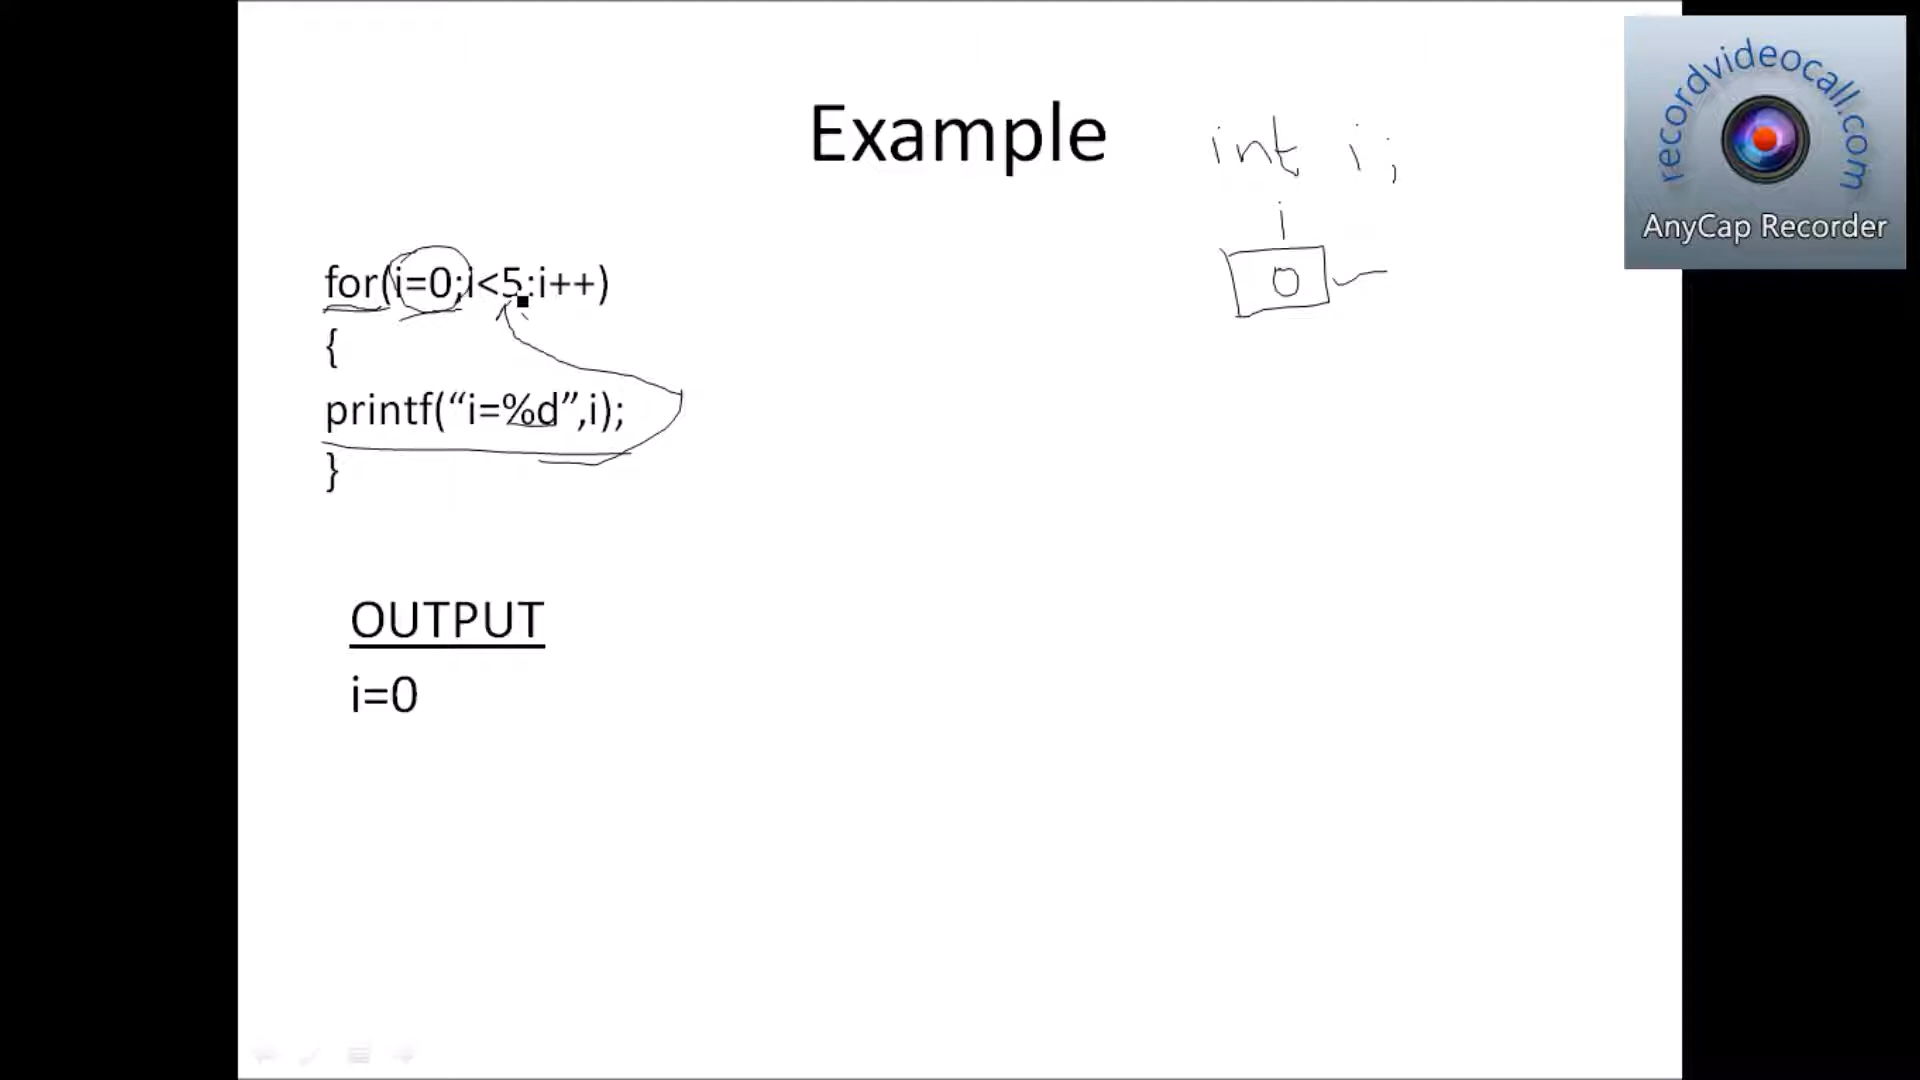 Example
int i;
i
0
for(i=0;i<5;i++)
{
printf(“i=%d”,i);
}
OUTPUT
i=0
recordvideocall.com
AnyCap Recorder